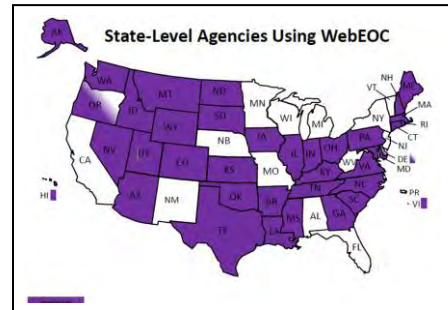 State-Level Agencies Using WebEOC
AK
WA
MT
ND
MN
VT
NH
ME
OR
ID
SD
WI
MI
NY
MA
WY
IA
PA
CT
RI
NV
UT
CO
NB
IL
IN
OH
NJ
CA
KS
MO
KY
WV
VA
DE
MD
AZ
NM
OK
AR
TN
NC
SC
HI
TX
MS
AL
GA
PR
VI
LA
FL